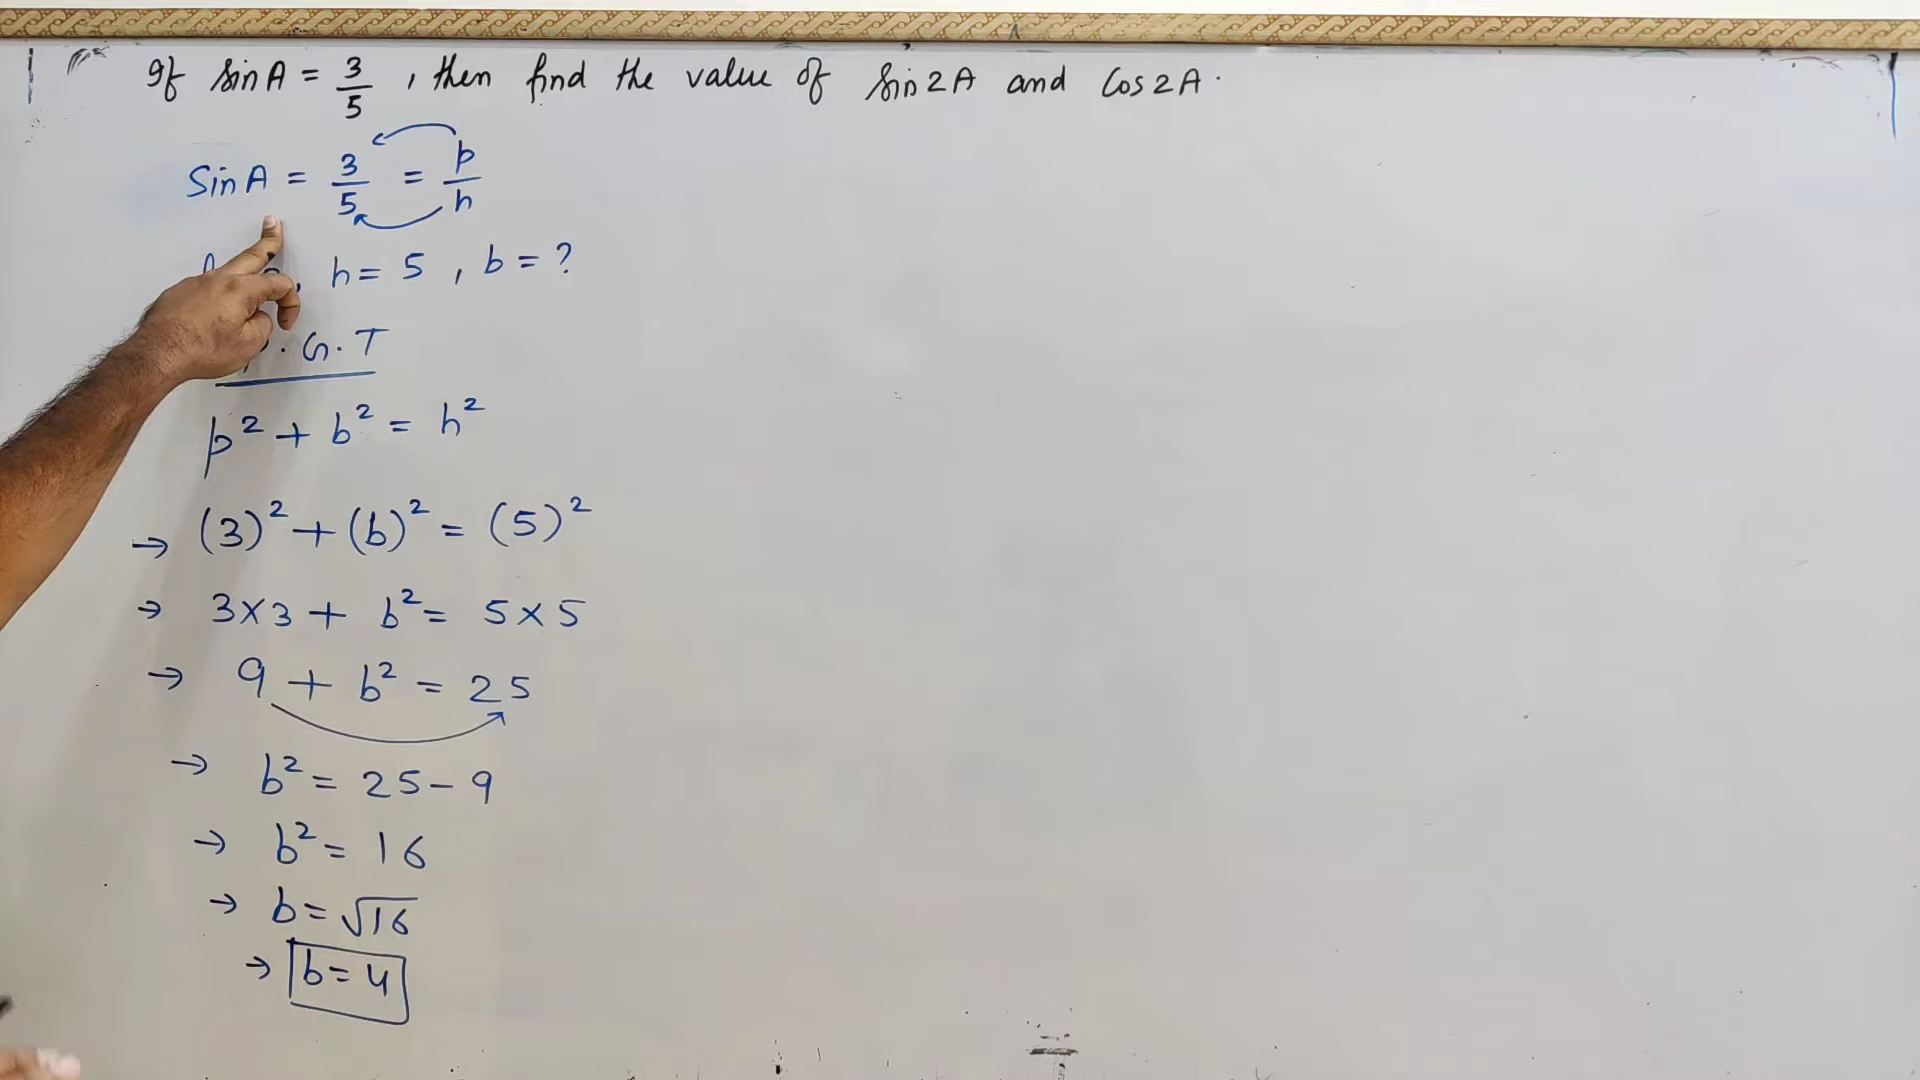 If sinA = 3/5 , then find the value of sin2A and cos2A.
SinA = 3/5 = p/h
h = 5 , b = ?
G.T
p² + b² = h²
→ (3)² + (b)² = (5)²
→ 3×3 + b² = 5×5
→ 9 + b² = 25
→ b² = 25 - 9
→ b² = 16
→ b = √16
→ b = 4